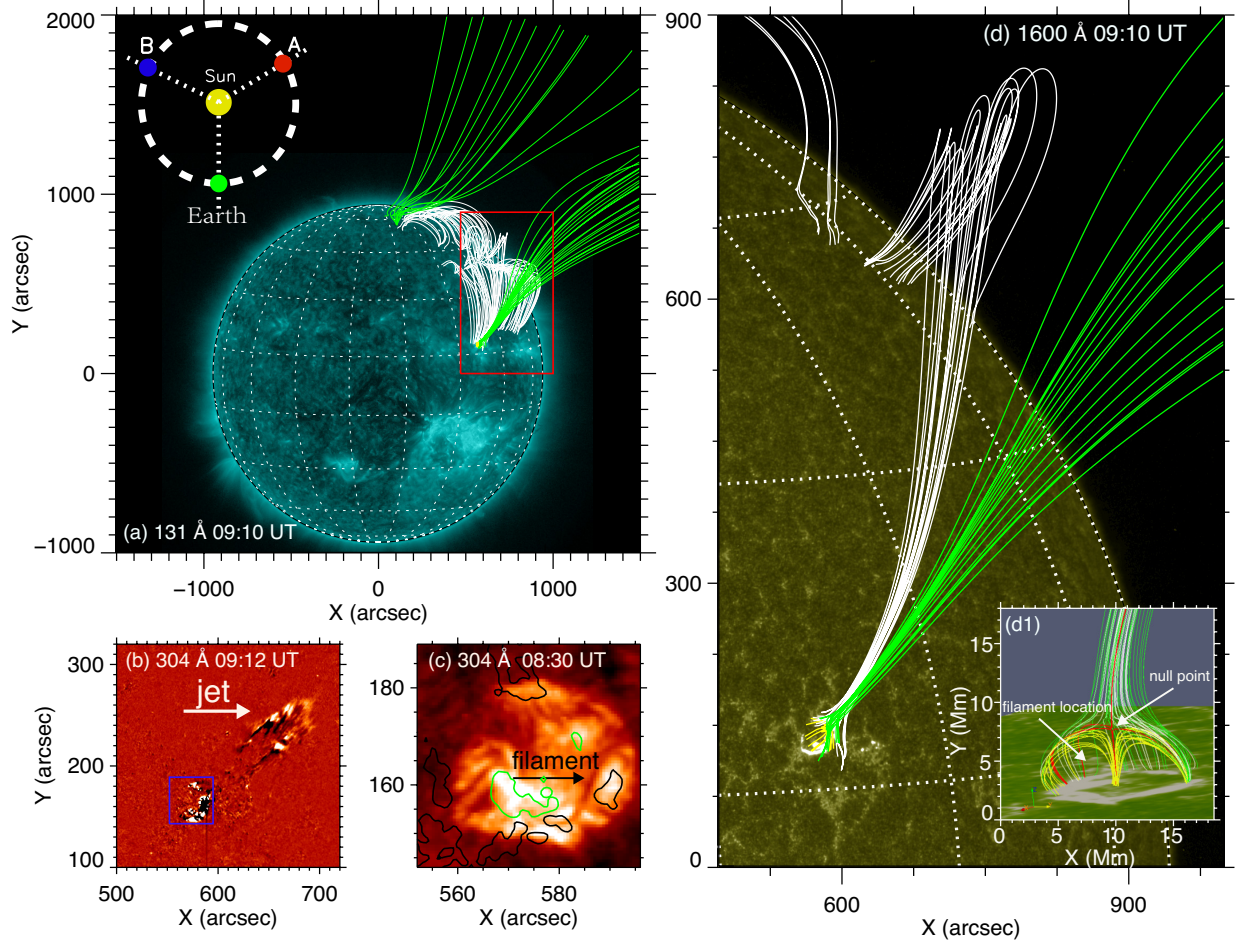 2000
1000
0
−1000
Y (arcsec)
B
A
Sun
Earth
(a) 131 Å 09:10 UT
−1000
0
1000
X (arcsec)
900
600
300
0
(d) 1600 Å 09:10 UT
600
900
X (arcsec)
(d1)
null point
filament location
15
10
5
0
Y (Mm)
0
5
10
15
X (Mm)
300
200
100
Y (arcsec)
(b) 304 Å 09:12 UT
jet
500
600
700
X (arcsec)
180
160
(c) 304 Å 08:30 UT
filament
560
580
X (arcsec)